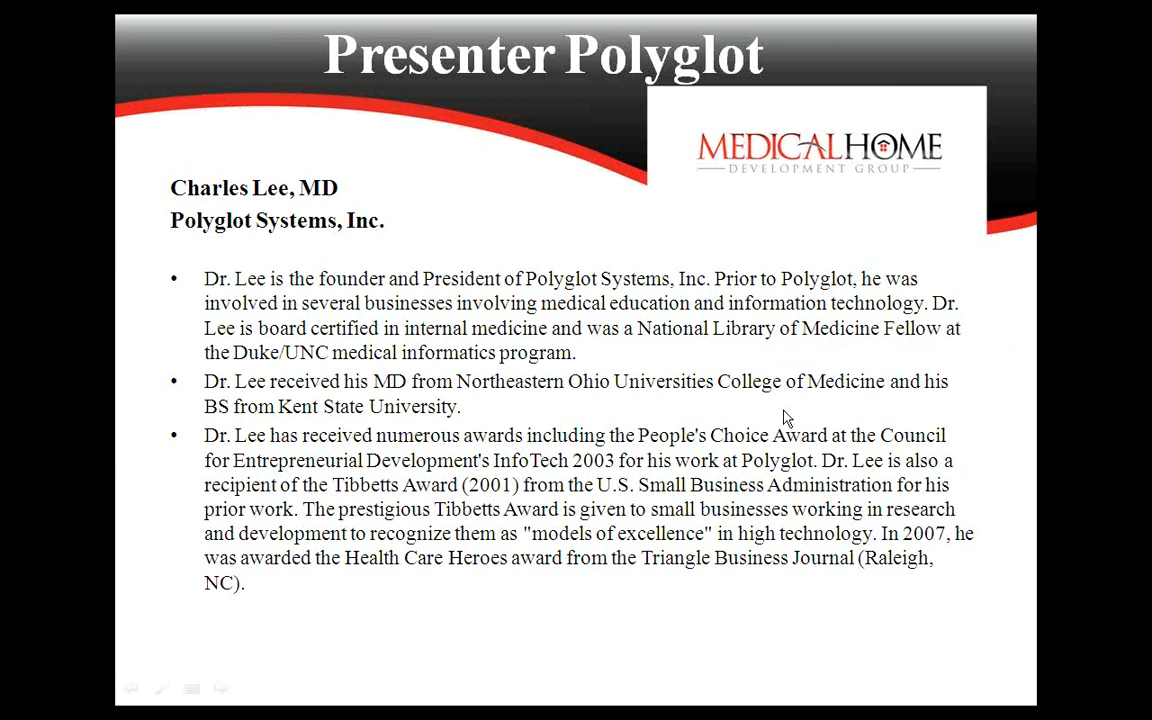 Presenter Polyglot
MEDICALHOME
DEVELOPMENT GROUP
Charles Lee, MD
Polyglot Systems, Inc.
• Dr. Lee is the founder and President of Polyglot Systems, Inc. Prior to Polyglot, he was
involved in several businesses involving medical education and information technology. Dr.
Lee is board certified in internal medicine and was a National Library of Medicine Fellow at
the Duke/UNC medical informatics program.
• Dr. Lee received his MD from Northeastern Ohio Universities College of Medicine and his
BS from Kent State University.
• Dr. Lee has received numerous awards including the People's Choice Award at the Council
for Entrepreneurial Development's InfoTech 2003 for his work at Polyglot. Dr. Lee is also a
recipient of the Tibbetts Award (2001) from the U.S. Small Business Administration for his
prior work. The prestigious Tibbetts Award is given to small businesses working in research
and development to recognize them as "models of excellence" in high technology. In 2007, he
was awarded the Health Care Heroes award from the Triangle Business Journal (Raleigh,
NC).